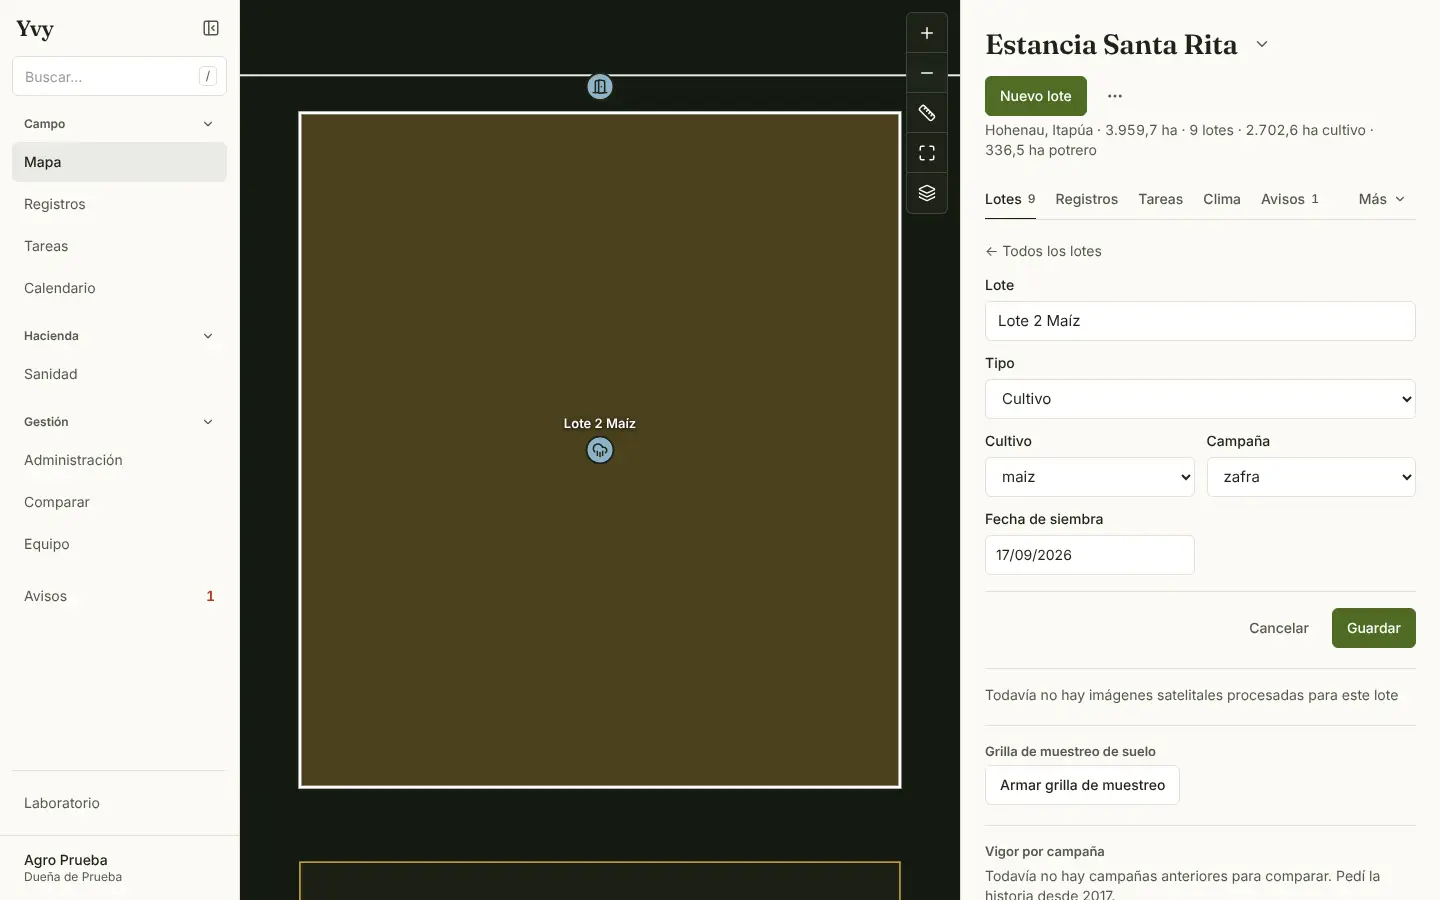 Yvy
Buscar...
/
Campo
Mapa
Registros
Tareas
Calendario
Hacienda
Sanidad
Gestión
Administración
Comparar
Equipo
Avisos 1
Laboratorio
Agro Prueba
Dueña de Prueba
Lote 2 Maíz
Estancia Santa Rita
Nuevo lote
Hohenau, Itapúa · 3.959,7 ha · 9 lotes · 2.702,6 ha cultivo ·
336,5 ha potrero
Lotes 9 Registros Tareas Clima Avisos 1 Más
← Todos los lotes
Lote
Lote 2 Maíz
Tipo
Cultivo
Cultivo Campaña
maiz zafra
Fecha de siembra
17/09/2026
Cancelar Guardar
Todavía no hay imágenes satelitales procesadas para este lote
Grilla de muestreo de suelo
Armar grilla de muestreo
Vigor por campaña
Todavía no hay campañas anteriores para comparar. Pedí la
historia desde 2017.